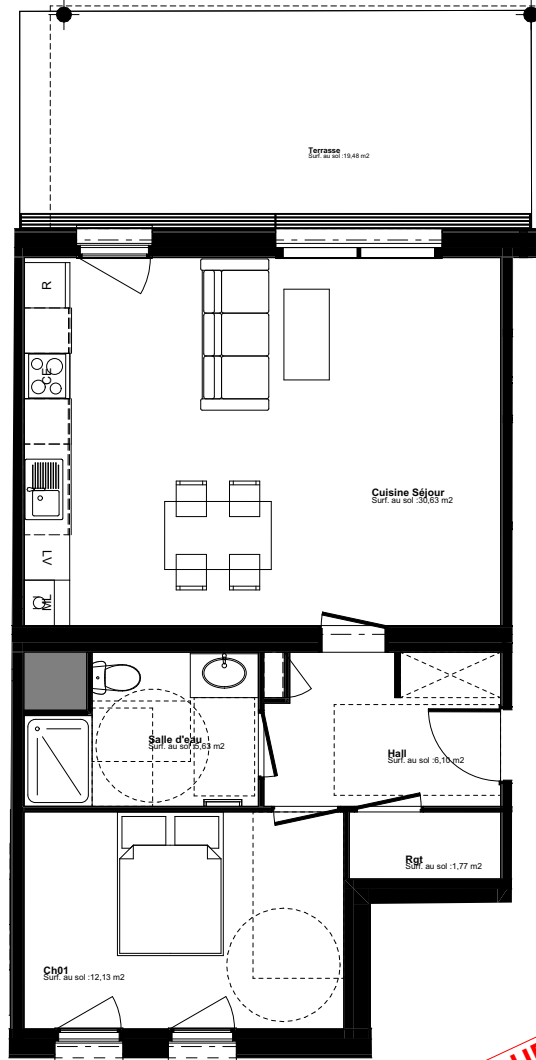 Terrasse
Surf. au sol :19,48 m2
R
CE
LV
ML
Cuisine Séjour
Surf. au sol :30,63 m2
Salle d'eau
Surf. au sol :5,63 m2
Hall
Surf. au sol :6,10 m2
Rgt
Surf. au sol :1,77 m2
Ch01
Surf. au sol :12,13 m2